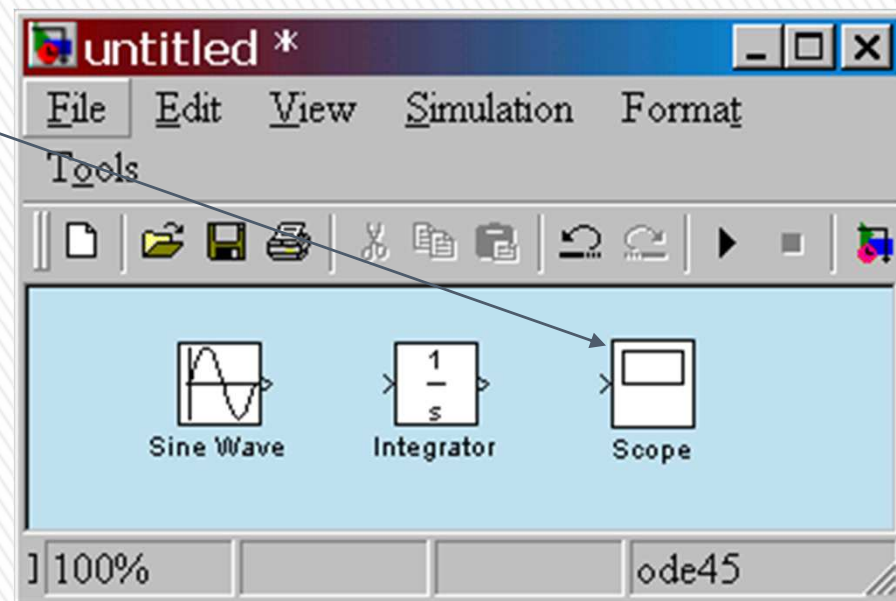 untitled *
File Edit View Simulation Format
Tools
1
s
Sine Wave Integrator Scope
100% ode45